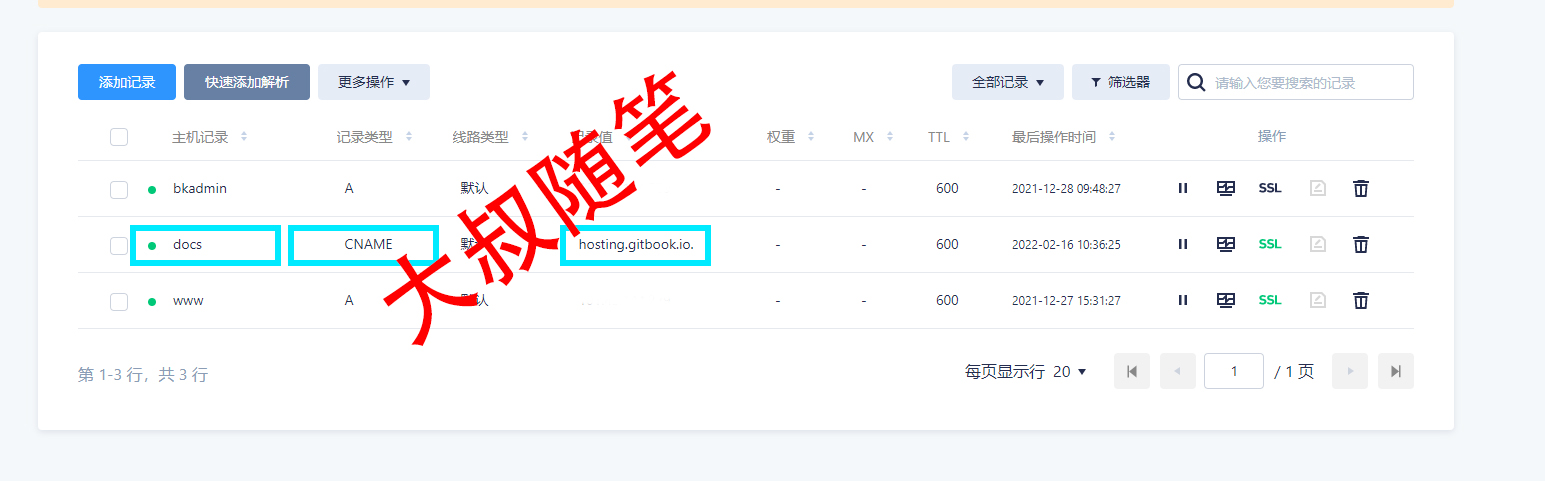 添加记录 快速添加解析 更多操作 全部记录 筛选器 请输入您要搜索的记录
主机记录 记录类型 线路类型 记录值 权重 MX TTL 最后操作时间 操作
bkadmin A 默认 - - 600 2021-12-28 09:48:27 SSL
docs CNAME 默认 hosting.gitbook.io. - - 600 2022-02-16 10:36:25 SSL
www A 默认 - - 600 2021-12-27 15:31:27 SSL
第 1-3 行，共 3 行 每页显示行 20 1 / 1 页
大叔随笔